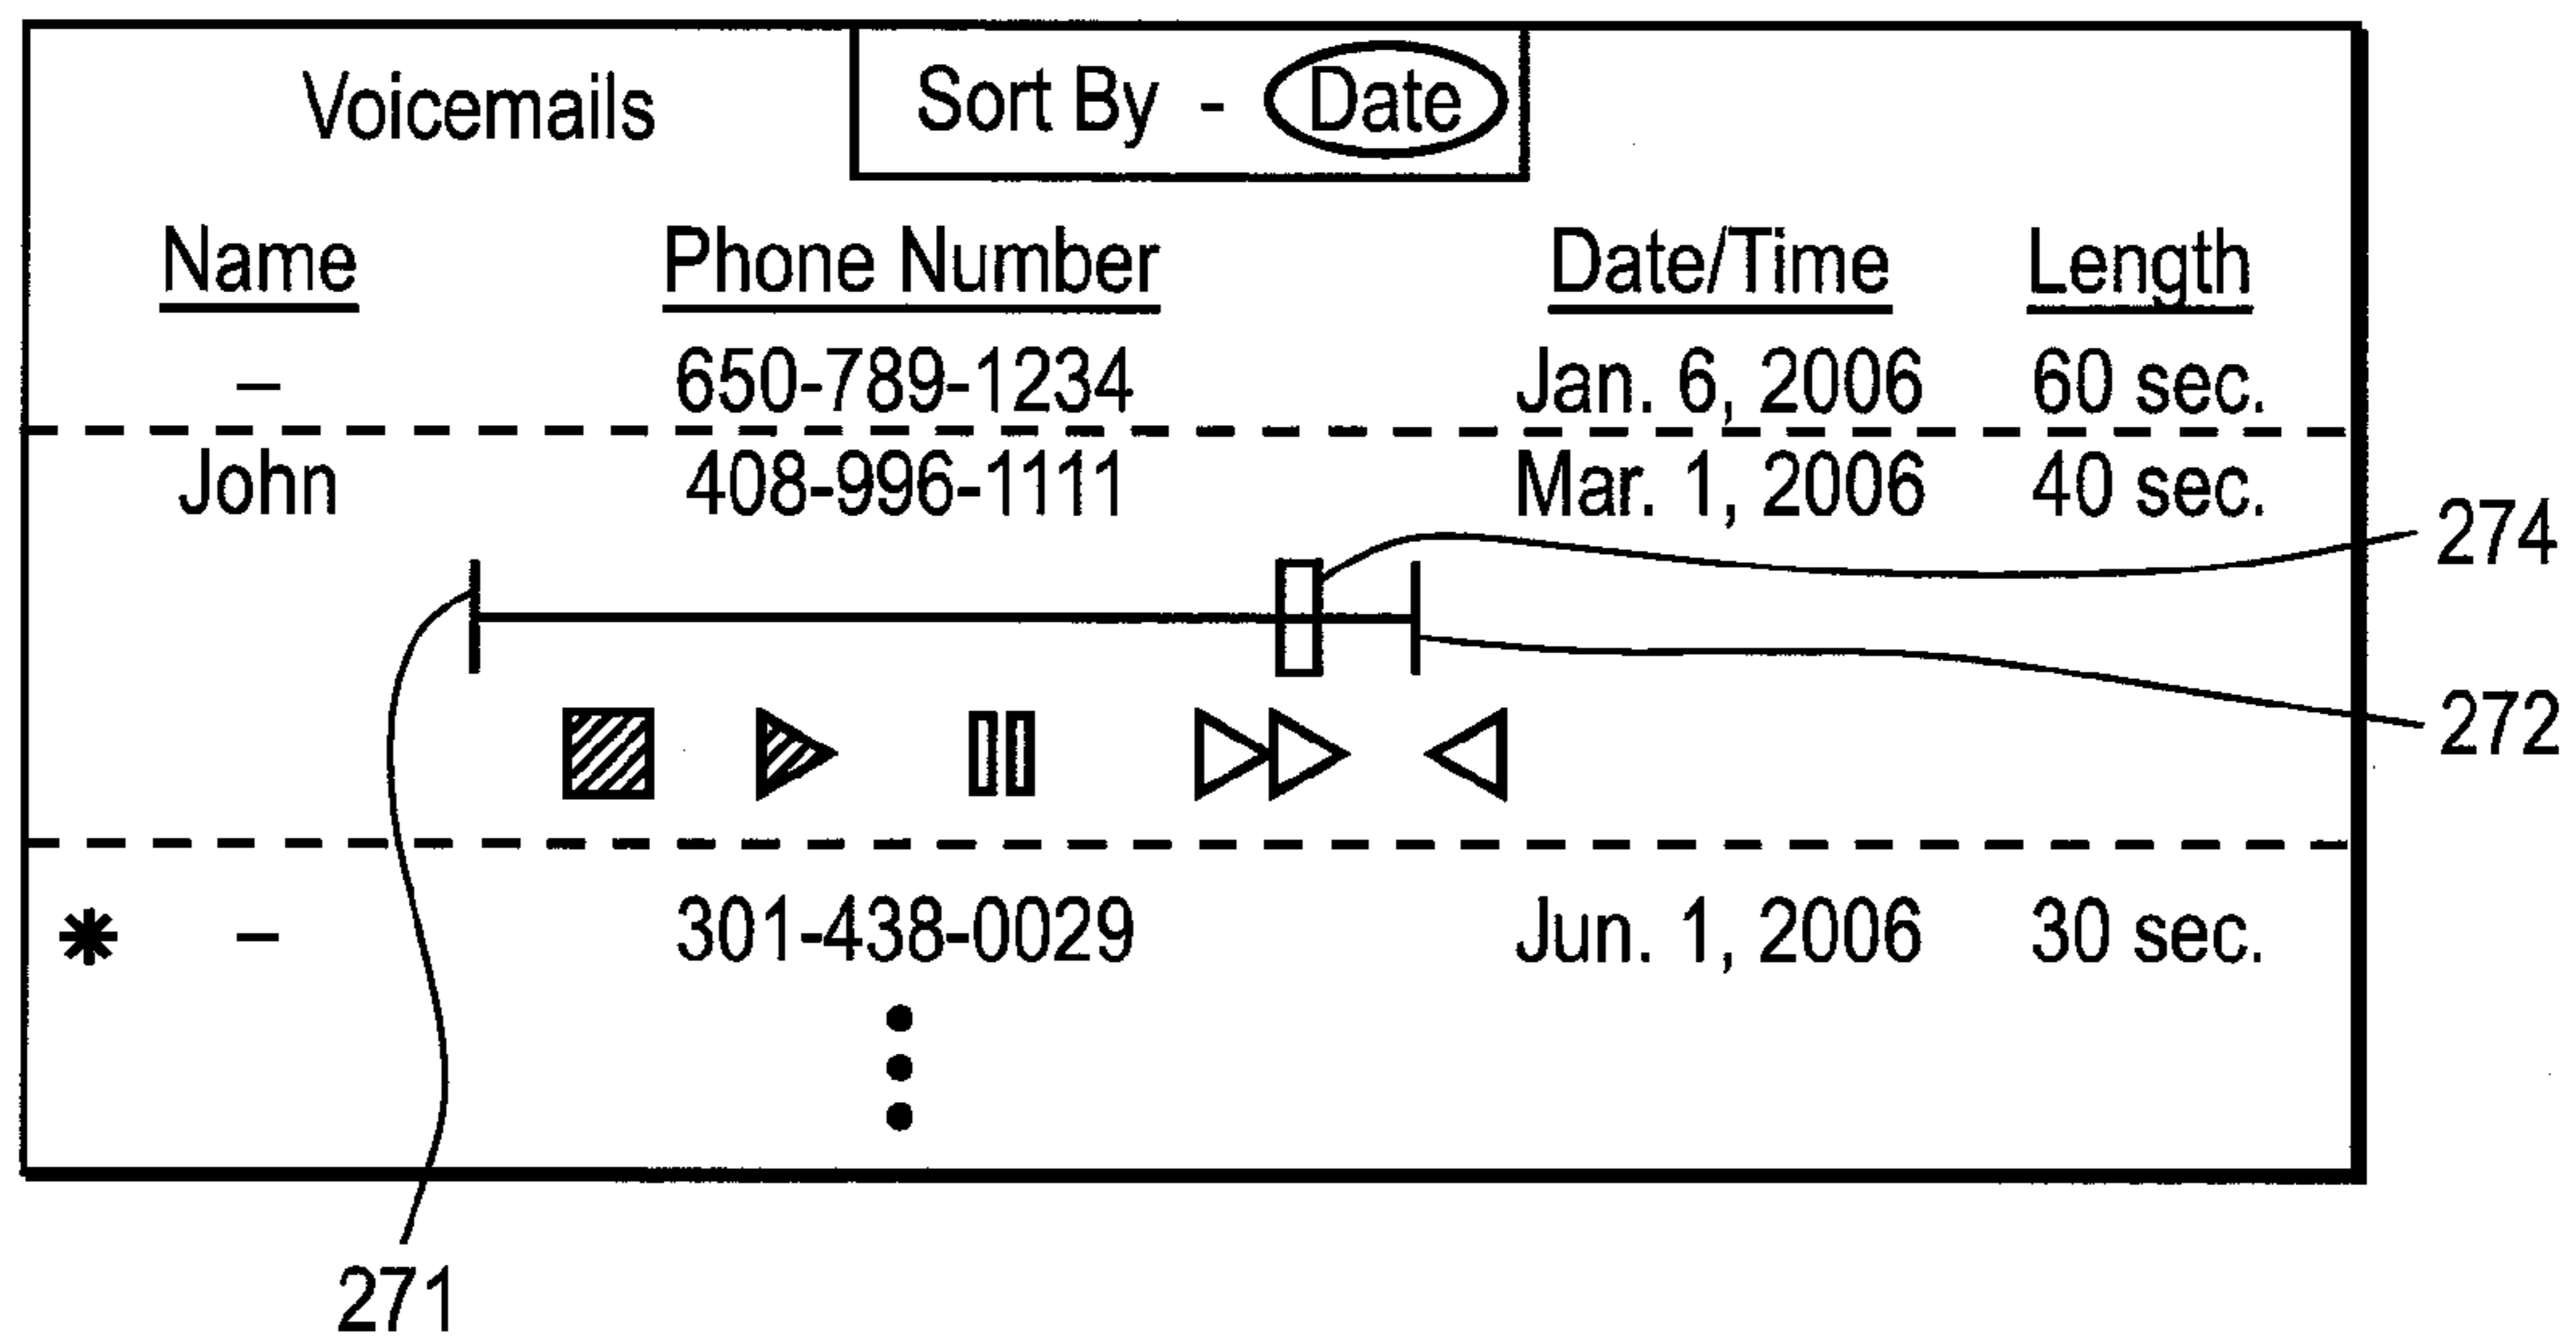 Voicemails Sort By - Date
Name Phone Number Date/Time Length
– 650-789-1234 Jan. 6, 2006 60 sec.
John 408-996-1111 Mar. 1, 2006 40 sec.
274
272
* – 301-438-0029 Jun. 1, 2006 30 sec.
271